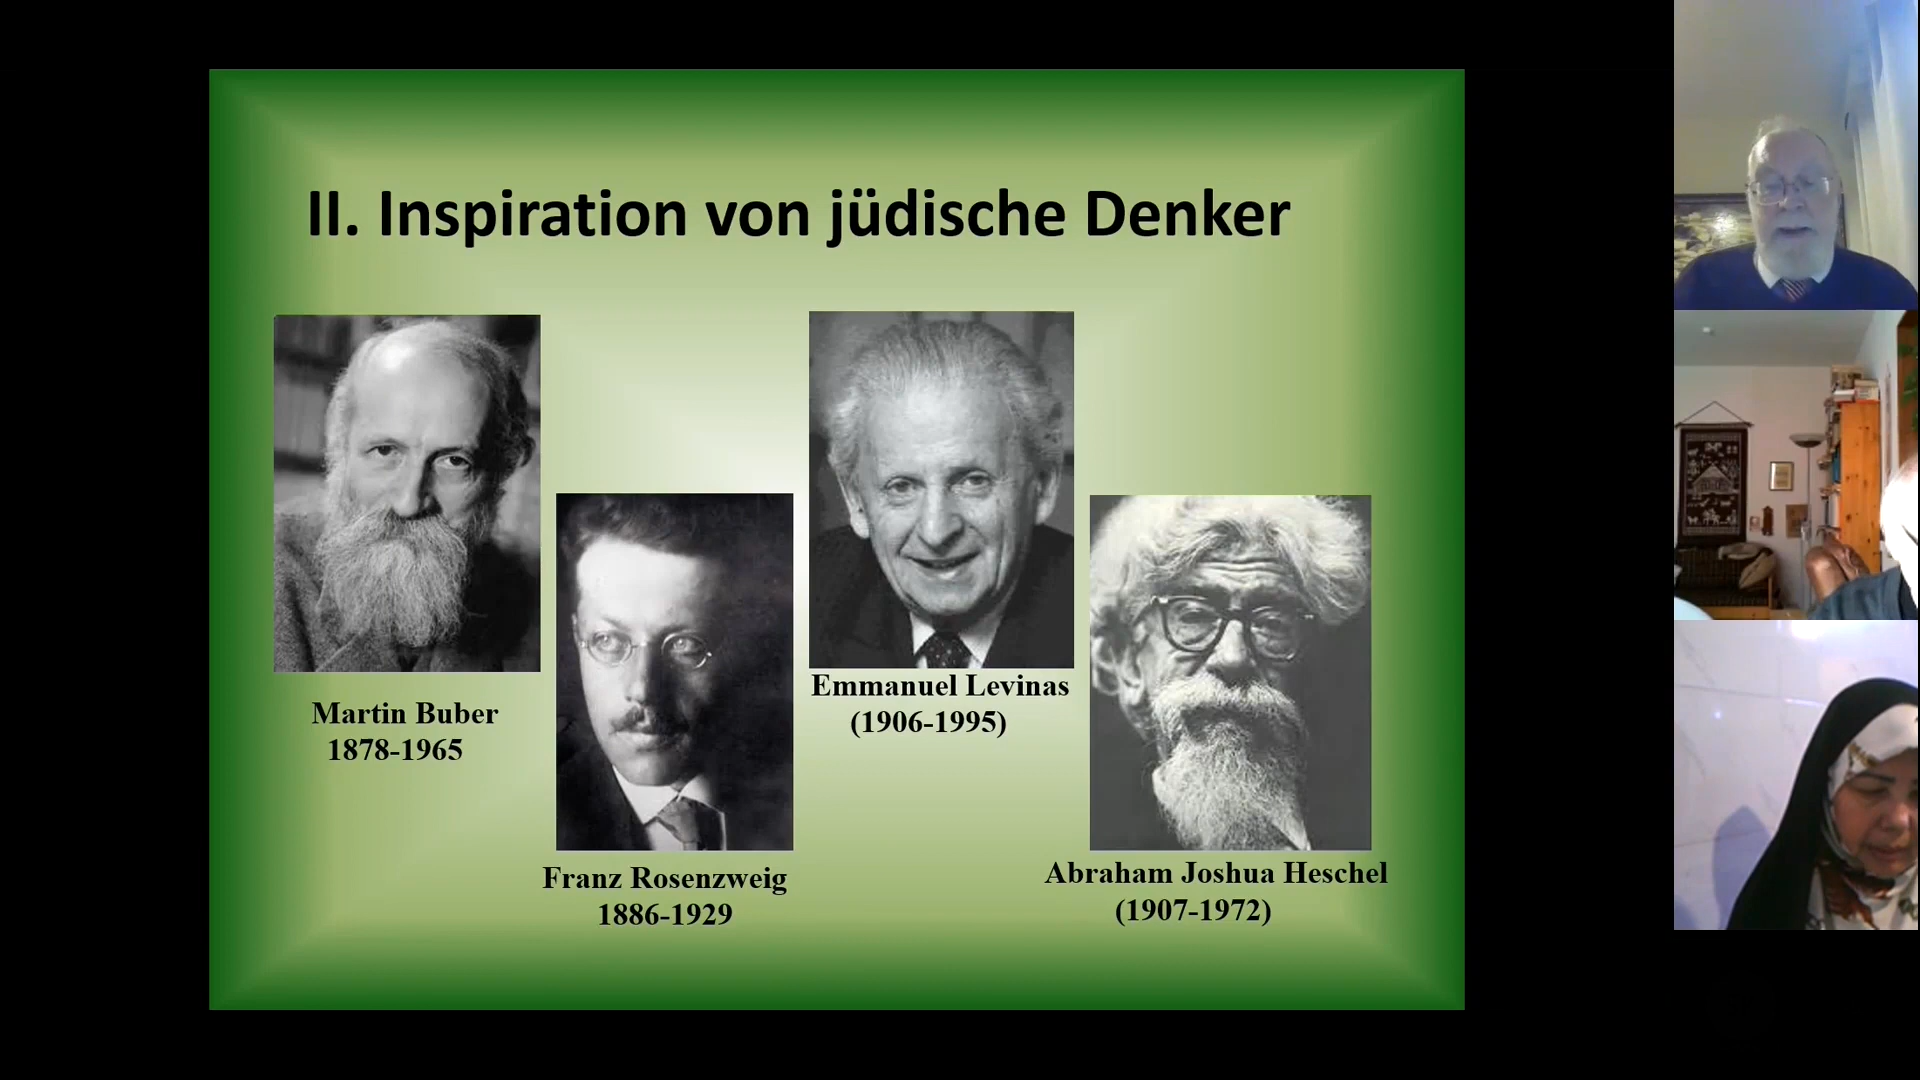 II. Inspiration von jüdische Denker
Martin Buber
1878-1965
Franz Rosenzweig
1886-1929
Emmanuel Levinas
(1906-1995)
Abraham Joshua Heschel
(1907-1972)